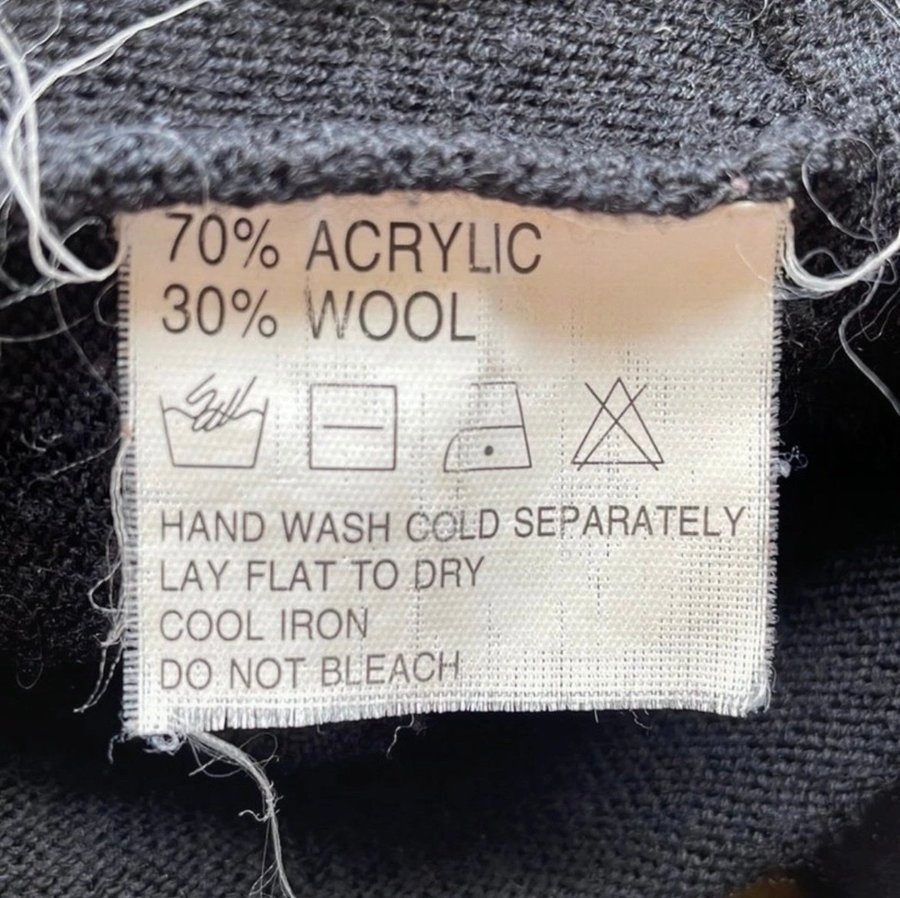 70% ACRYLIC
30% WOOL
HAND WASH COLD SEPARATELY
LAY FLAT TO DRY
COOL IRON
DO NOT BLEACH